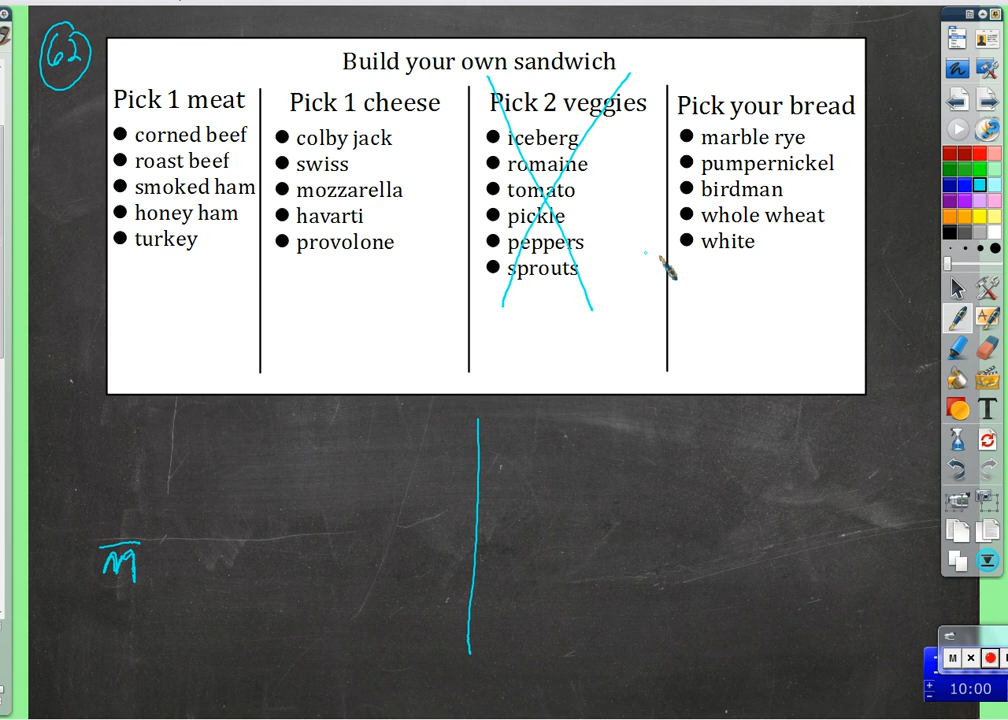 62
Build your own sandwich
Pick 1 meat
corned beef
roast beef
smoked ham
honey ham
turkey
Pick 1 cheese
colby jack
swiss
mozzarella
havarti
provolone
Pick 2 veggies
iceberg
romaine
tomato
pickle
peppers
sprouts
Pick your bread
marble rye
pumpernickel
birdman
whole wheat
white
M
T
M
10:00